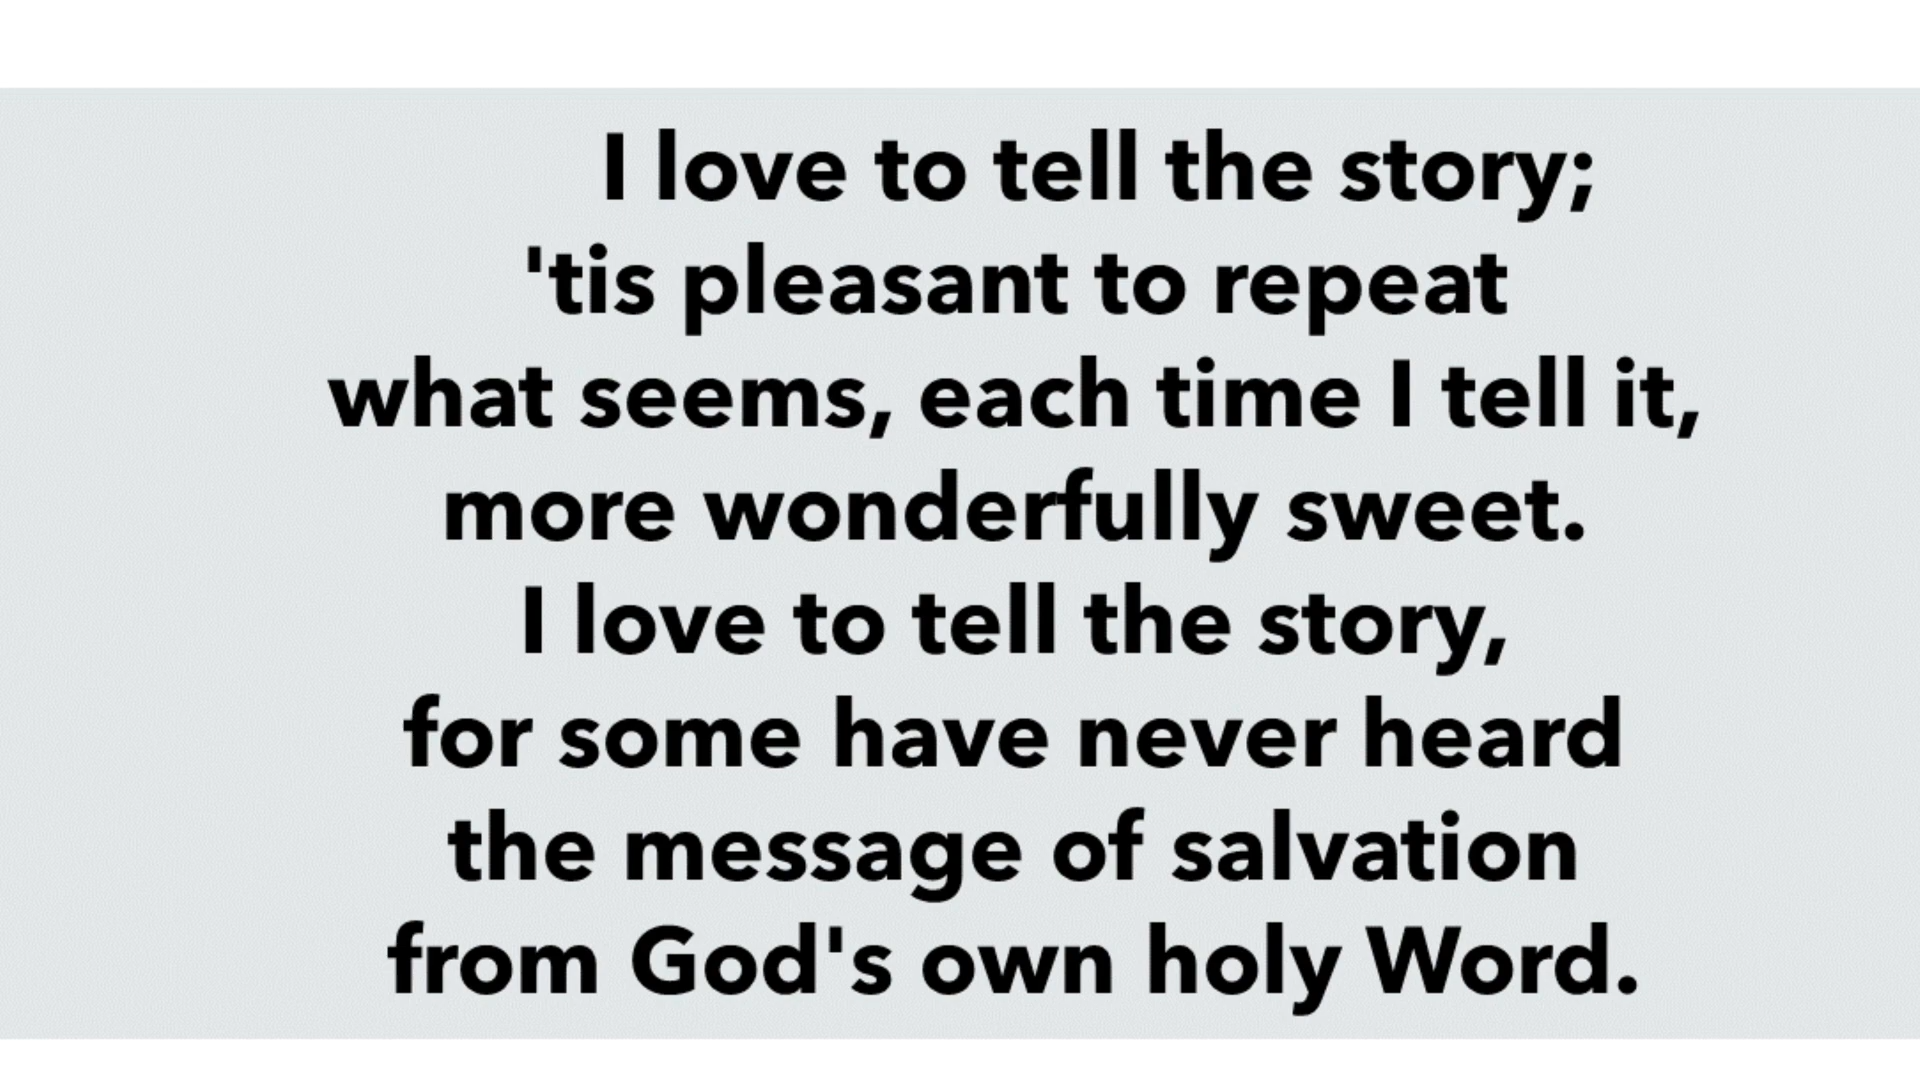 I love to tell the story;
'tis pleasant to repeat
what seems, each time I tell it,
more wonderfully sweet.
I love to tell the story,
for some have never heard
the message of salvation
from God's own holy Word.